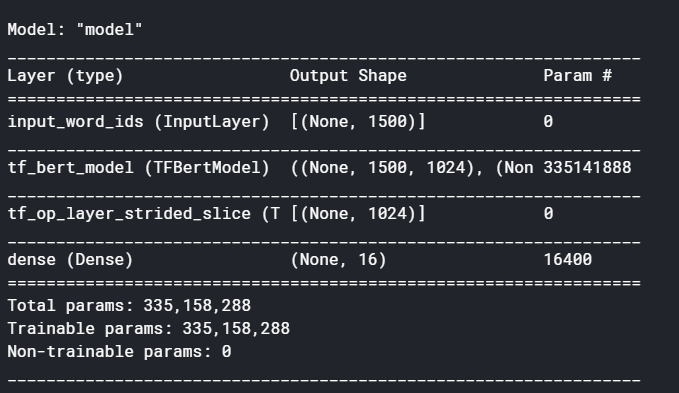 Model: "model"
_________________________________________________________________
Layer (type)                 Output Shape              Param #
=================================================================
input_word_ids (InputLayer)  [(None, 1500)]            0
_________________________________________________________________
tf_bert_model (TFBertModel)  ((None, 1500, 1024), (Non 335141888
_________________________________________________________________
tf_op_layer_strided_slice (T [(None, 1024)]            0
_________________________________________________________________
dense (Dense)                (None, 16)                16400
=================================================================
Total params: 335,158,288
Trainable params: 335,158,288
Non-trainable params: 0
_________________________________________________________________